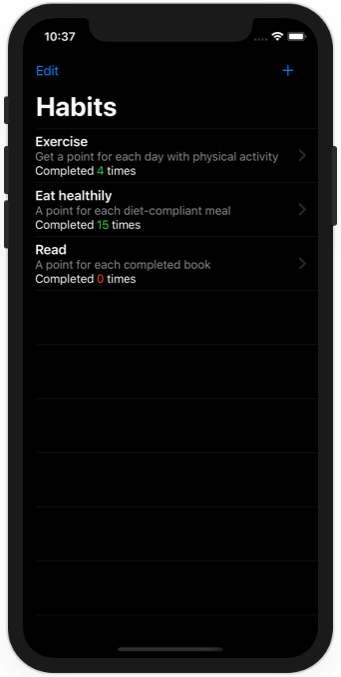 10:37
Edit +
Habits
Exercise
Get a point for each day with physical activity
Completed 4 times
Eat healthily
A point for each diet-compliant meal
Completed 15 times
Read
A point for each completed book
Completed 0 times